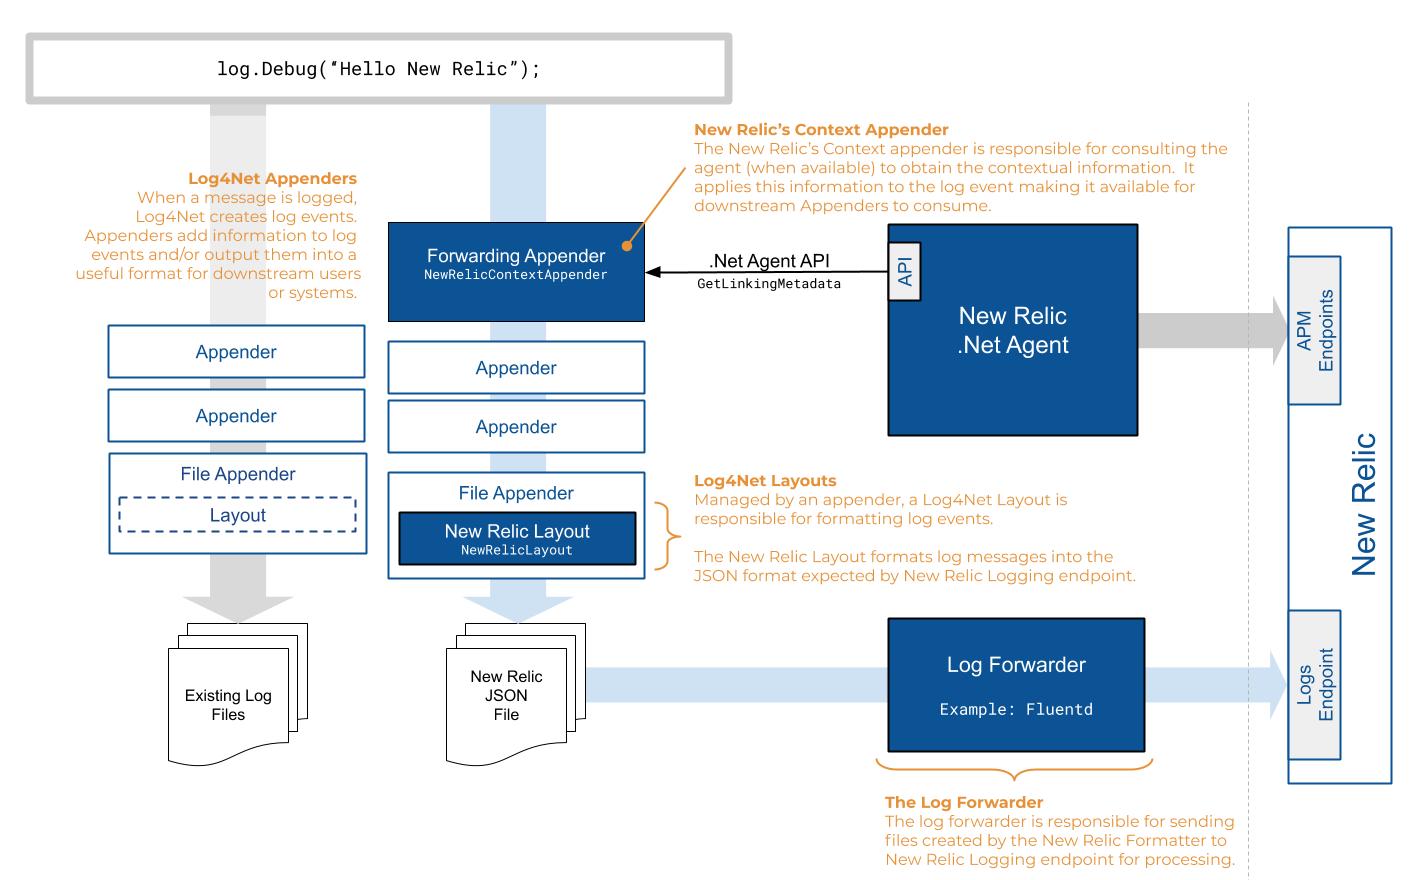 log.Debug(“Hello New Relic”);
New Relic’s Context Appender
The New Relic’s Context appender is responsible for consulting the
agent (when available) to obtain the contextual information.  It
applies this information to the log event making it available for
downstream Appenders to consume.
Log4Net Appenders
When a message is logged,
Log4Net creates log events.
Appenders add information to log
events and/or output them into a
useful format for downstream users
or systems.
Forwarding Appender
NewRelicContextAppender
.Net Agent API
GetLinkingMetadata
API
New Relic
.Net Agent
APM
Endpoints
New Relic
Appender
Appender
File Appender
Layout
Appender
Appender
File Appender
New Relic Layout
NewRelicLayout
Log4Net Layouts
Managed by an appender, a Log4Net Layout is
responsible for formatting log events.
The New Relic Layout formats log messages into the
JSON format expected by New Relic Logging endpoint.
Existing Log
Files
New Relic
JSON
File
Log Forwarder
Example: Fluentd
Logs
Endpoint
The Log Forwarder
The log forwarder is responsible for sending
files created by the New Relic Formatter to
New Relic Logging endpoint for processing.